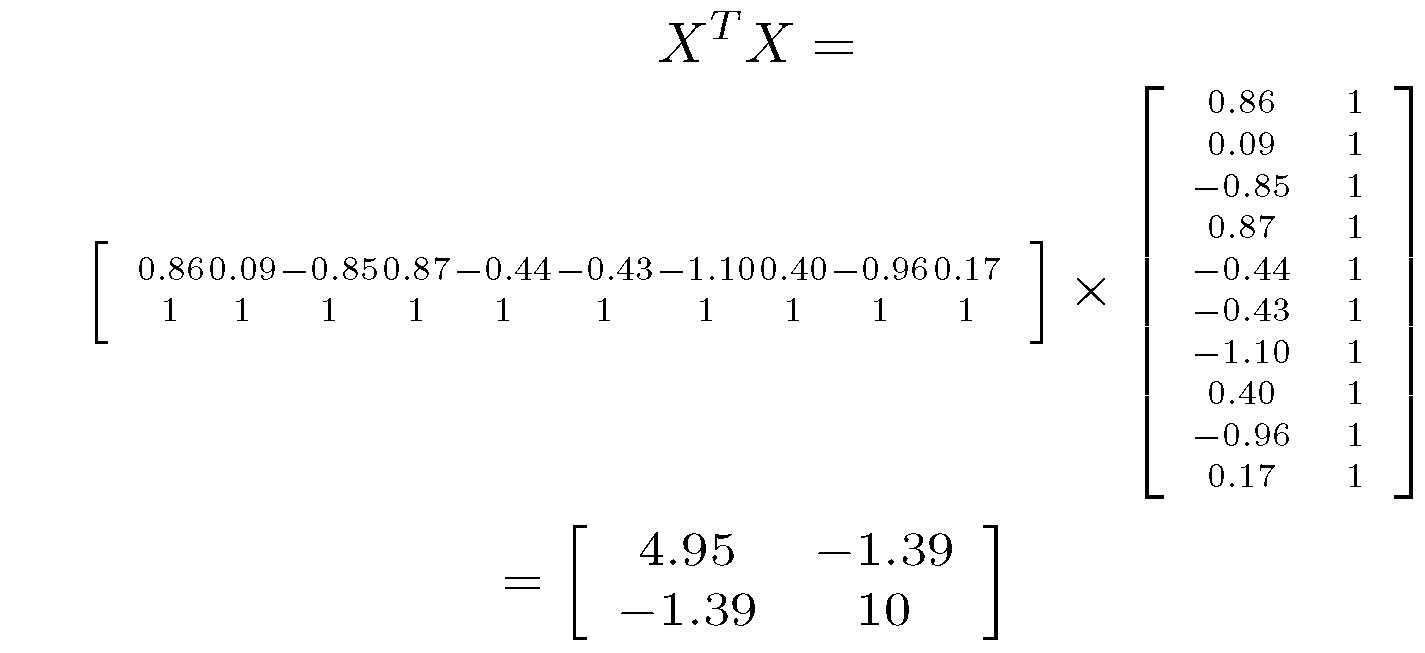 X^T X =
[ 0.86 0.09 −0.85 0.87 −0.44 −0.43 −1.10 0.40 −0.96 0.17
1 1 1 1 1 1 1 1 1 1 ] ×
[ 0.86 1
0.09 1
−0.85 1
0.87 1
−0.44 1
−0.43 1
−1.10 1
0.40 1
−0.96 1
0.17 1 ]
= [ 4.95 −1.39
−1.39 10 ]